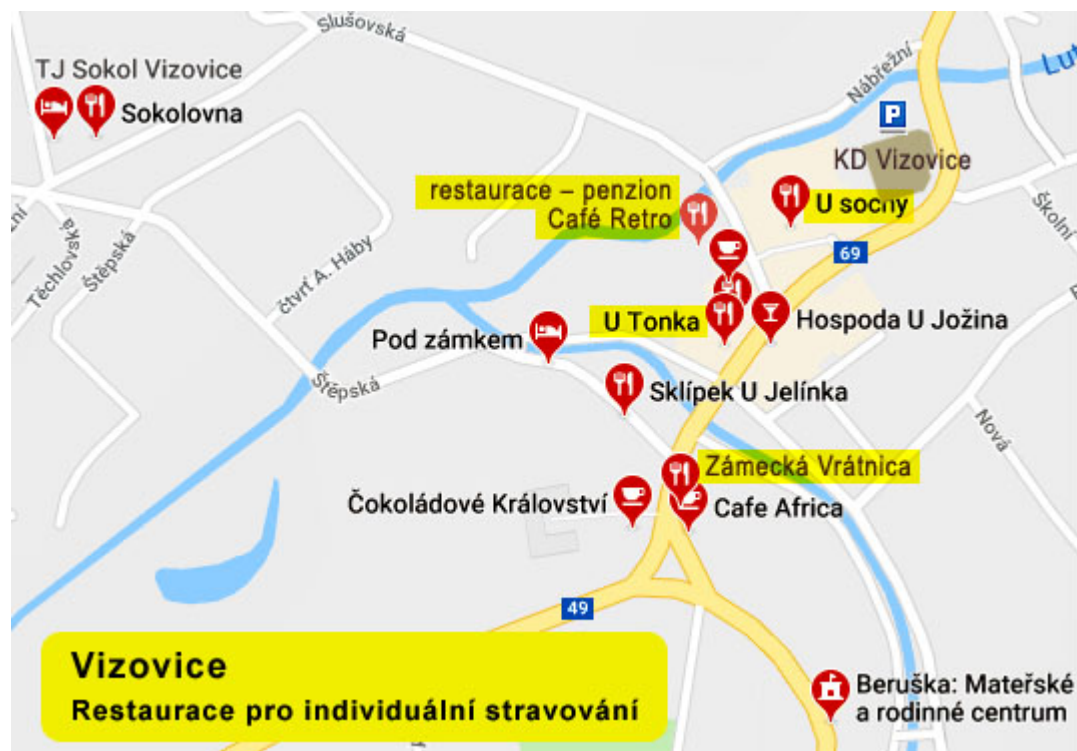 Slušovská
TJ Sokol Vizovice
Sokolovna
Nábřežní
Lut
P
KD Vizovice
restaurace – penzion
Café Retro
U sochy
Školní
69
Těchlovská
Štěpská
čtvrť A. Háby
U Tonka
Hospoda U Jožina
Pod zámkem
Štěpská
Sklípek U Jelínka
Nová
Zámecká Vrátnica
Čokoládové Království
Cafe Africa
49
Vizovice
Restaurace pro individuální stravování
Beruška: Mateřské
a rodinné centrum